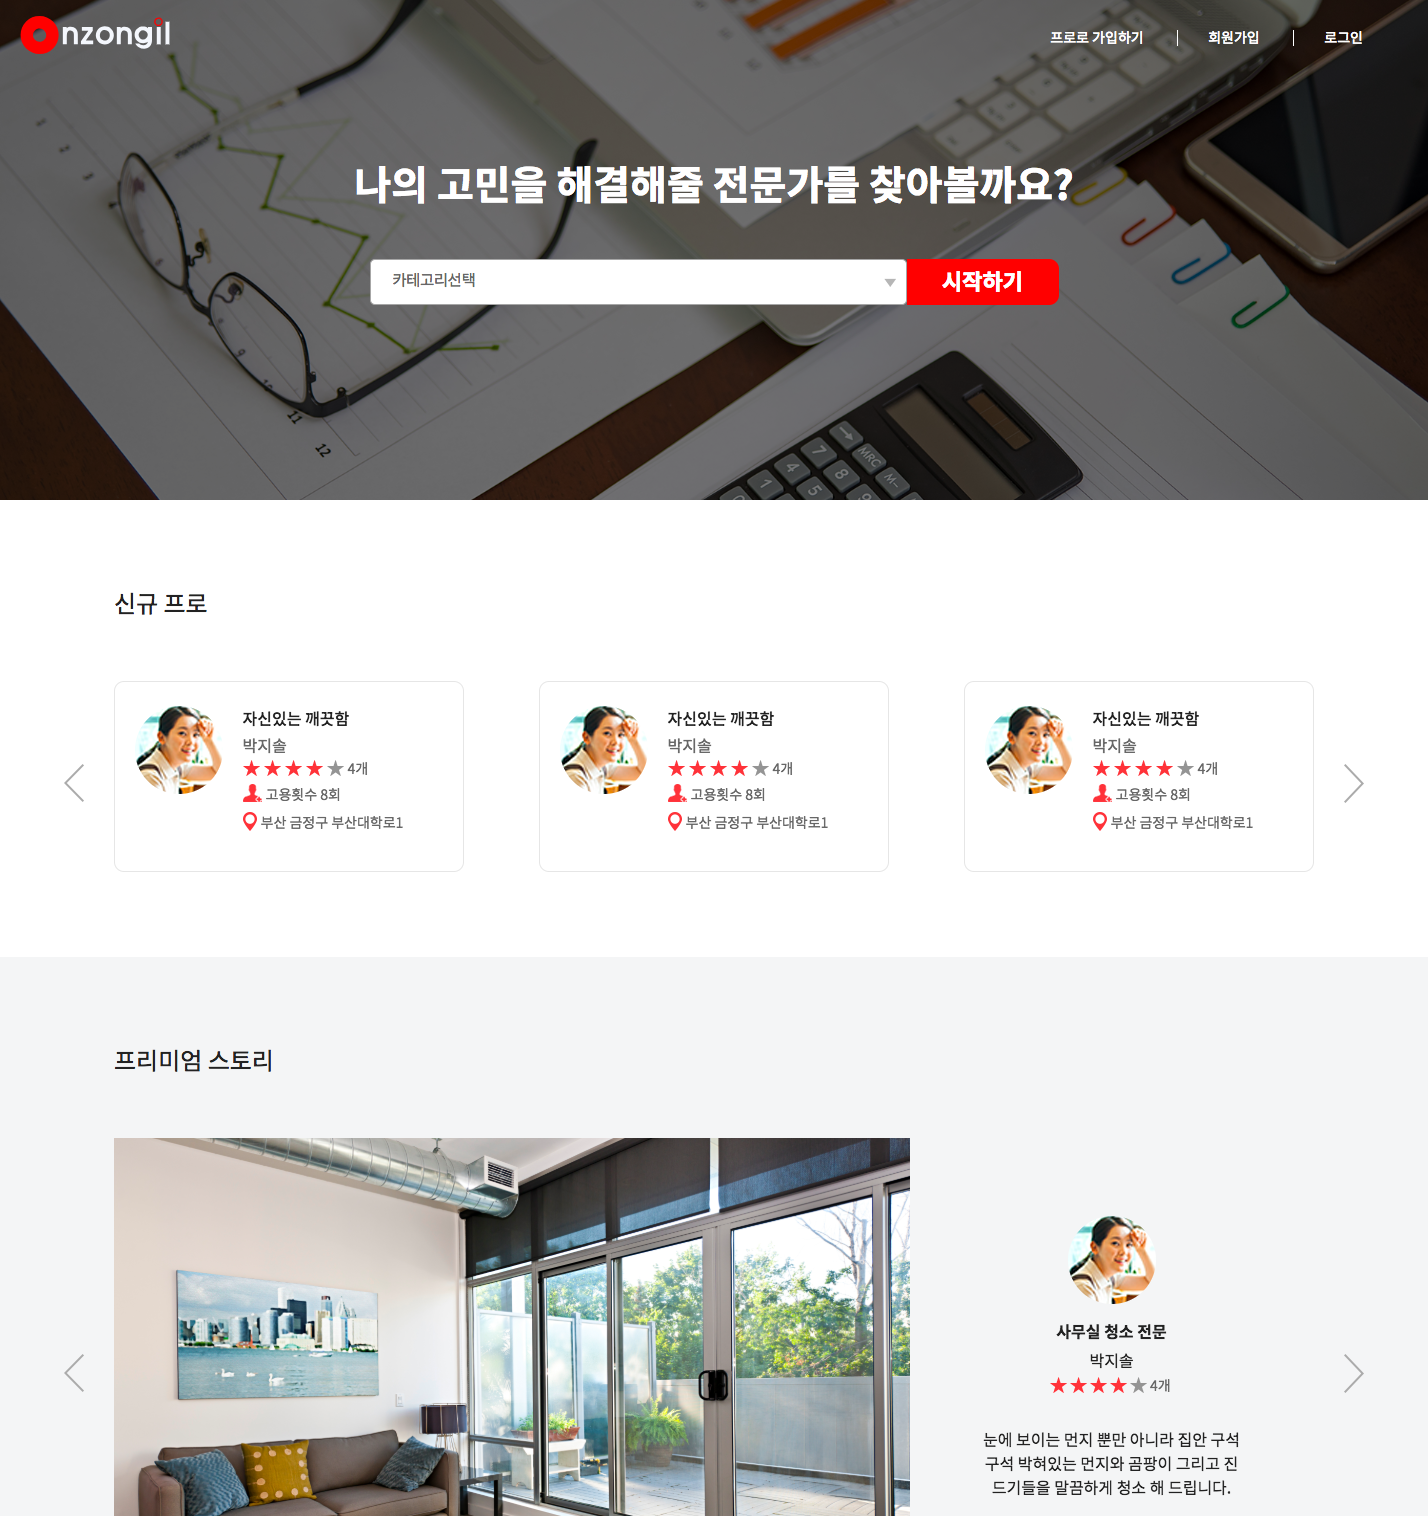 onzongil
프로로 가입하기
회원가입
로그인
나의 고민을 해결해줄 전문가를 찾아볼까요?
카테고리선택
시작하기
11
12
7
MRC
4
8
M-
1
5
신규 프로
자신있는 깨끗함
박지솔
4개
고용횟수 8회
부산 금정구 부산대학로1
자신있는 깨끗함
박지솔
4개
고용횟수 8회
부산 금정구 부산대학로1
자신있는 깨끗함
박지솔
4개
고용횟수 8회
부산 금정구 부산대학로1
프리미엄 스토리
사무실 청소 전문
박지솔
4개
눈에 보이는 먼지 뿐만 아니라 집안 구석
구석 박혀있는 먼지와 곰팡이 그리고 진
드기들을 말끔하게 청소 해 드립니다.